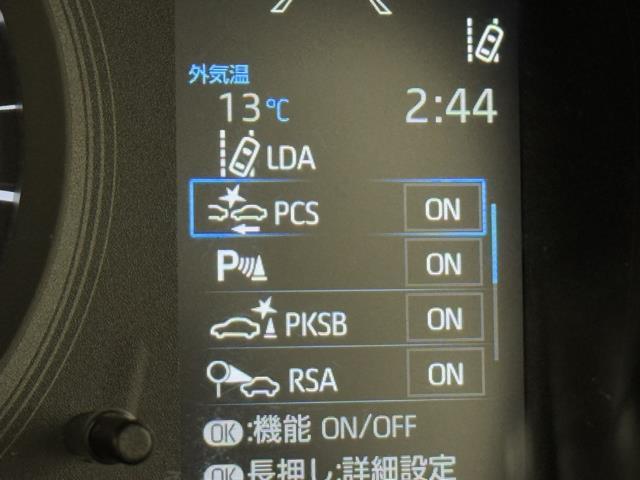 外気温
13℃ 2:44
LDA
PCS ON
P ON
PKSB ON
RSA ON
OK:機能 ON/OFF
OK長押し:詳細設定